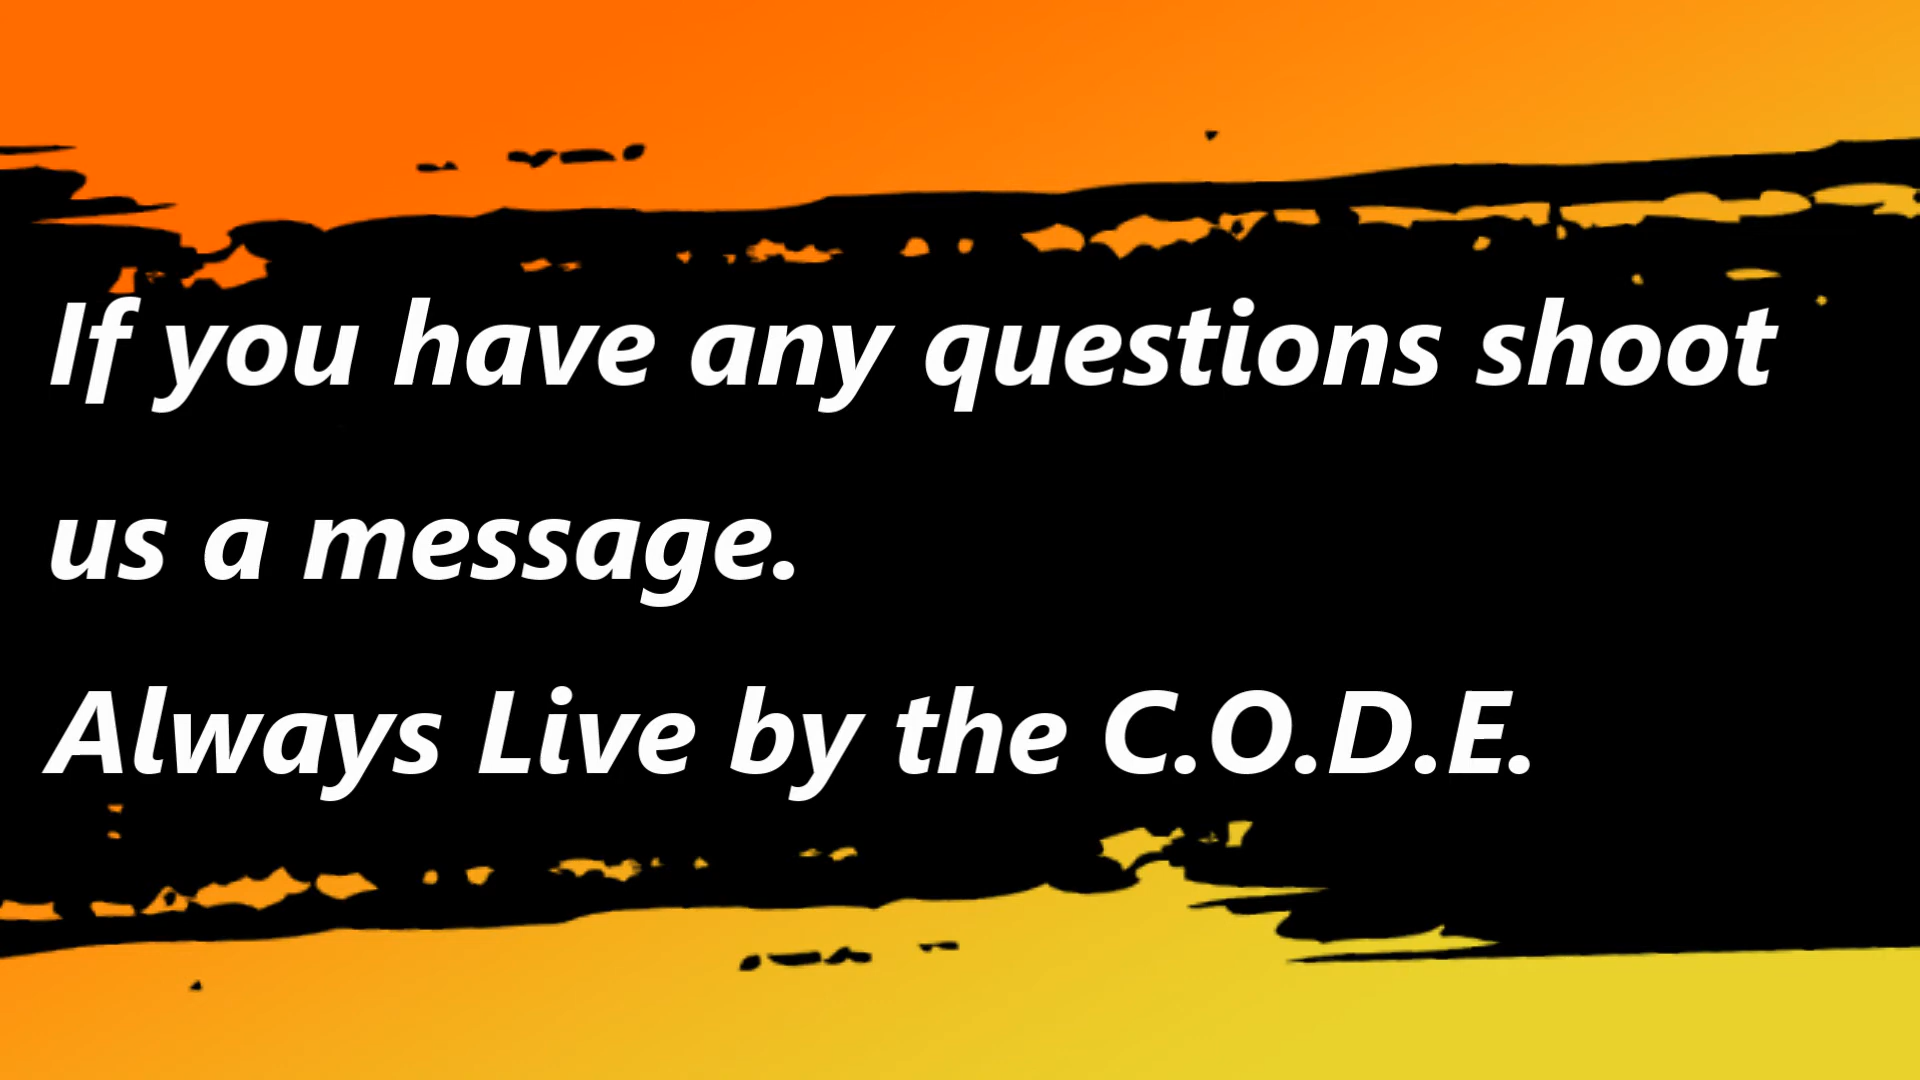 If you have any questions shoot
us a message.
Always Live by the C.O.D.E.